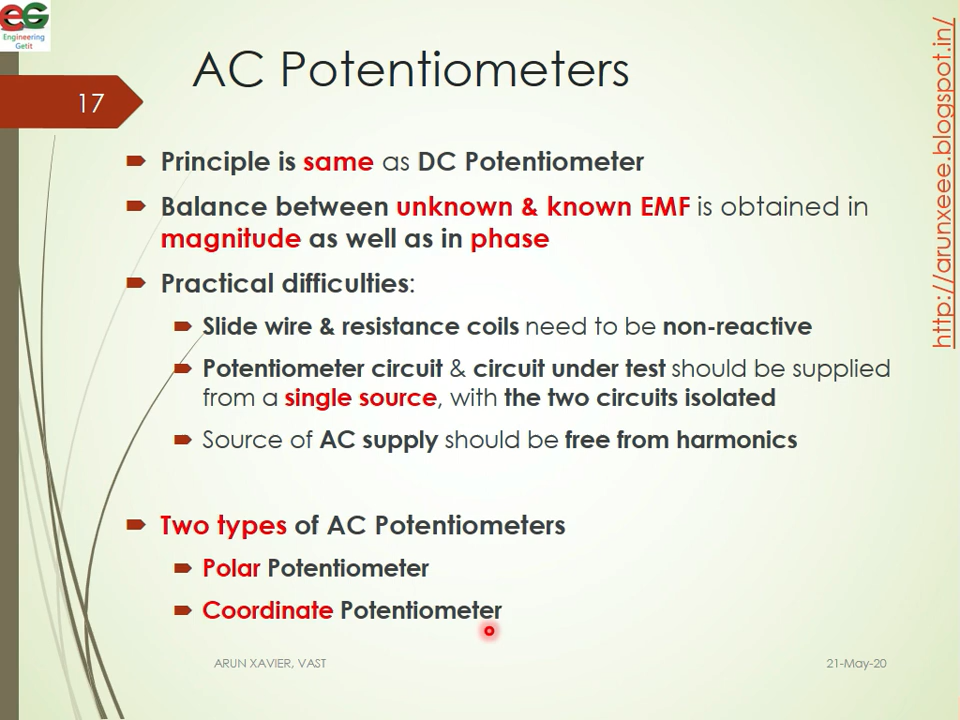 EG
Engineering
Getit
AC Potentiometers
17
http://arunxeee.blogspot.in/
Principle is same as DC Potentiometer
Balance between unknown & known EMF is obtained in
magnitude as well as in phase
Practical difficulties:
Slide wire & resistance coils need to be non-reactive
Potentiometer circuit & circuit under test should be supplied
from a single source, with the two circuits isolated
Source of AC supply should be free from harmonics
Two types of AC Potentiometers
Polar Potentiometer
Coordinate Potentiometer
ARUN XAVIER, VAST
21-May-20